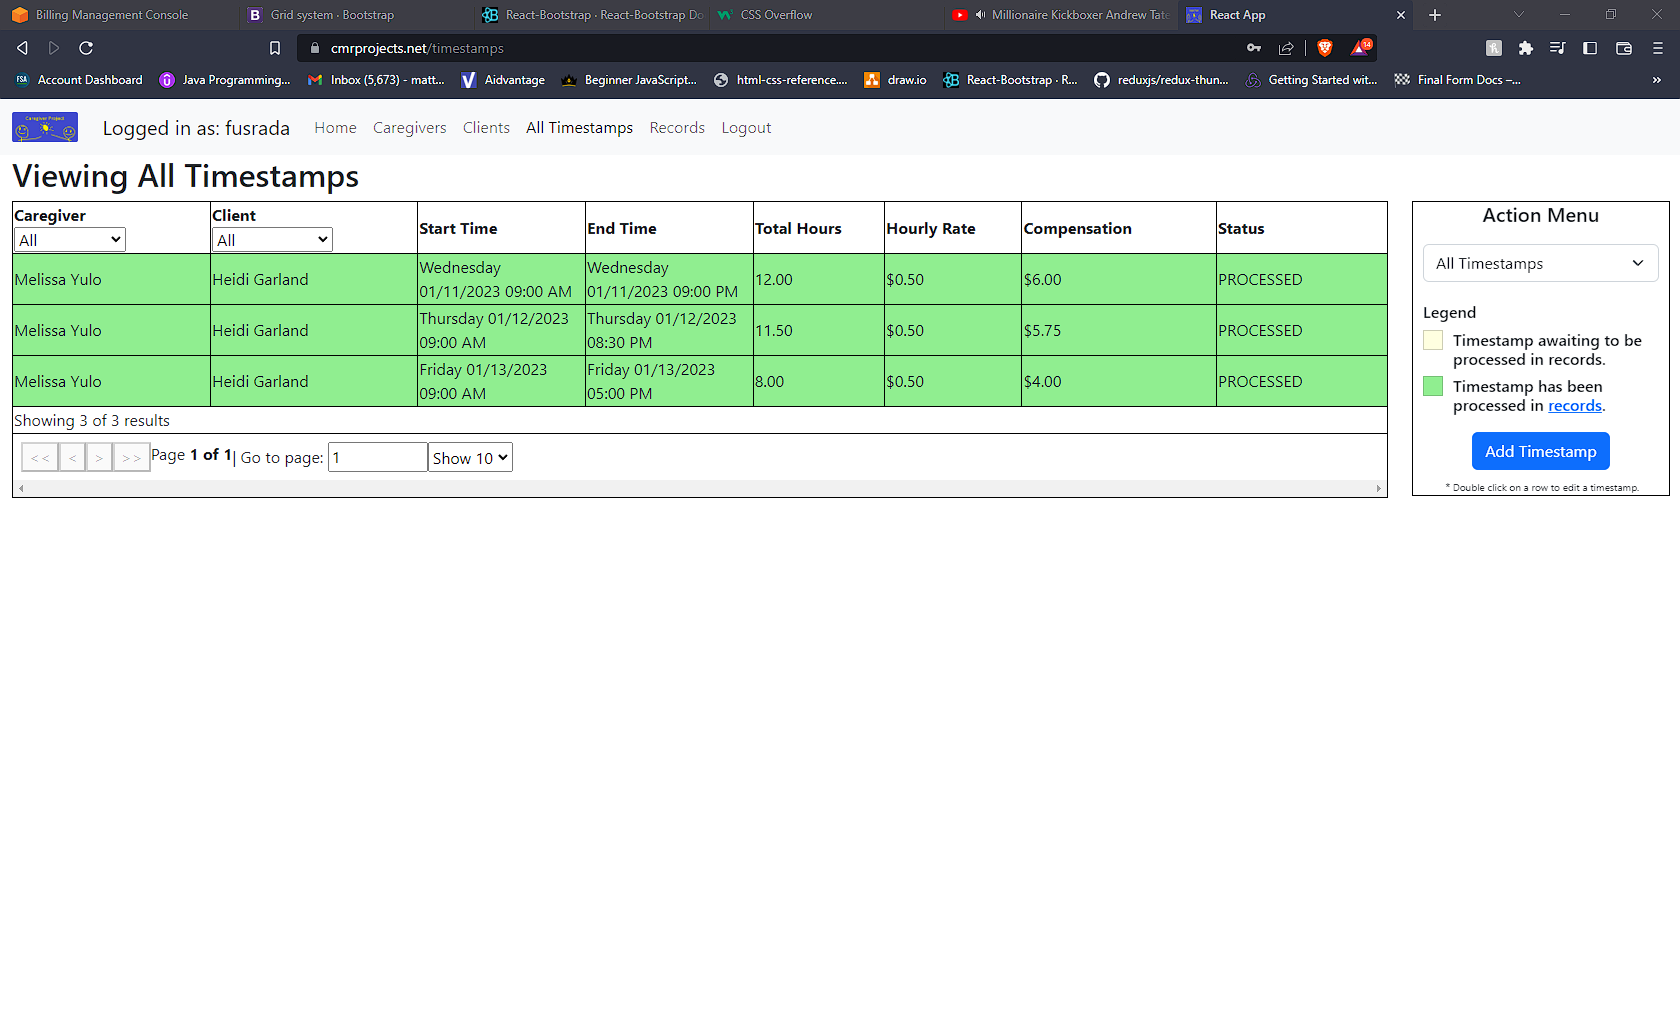 Billing Management Console
Grid system · Bootstrap
React-Bootstrap · React-Bootstrap Do
CSS Overflow
Millionaire Kickboxer Andrew Tate
React App
cmrprojects.net/timestamps
14
FSA Account Dashboard
Java Programming...
Inbox (5,673) - matt...
Aidvantage
Beginner JavaScript...
html-css-reference....
draw.io
React-Bootstrap · R...
reduxjs/redux-thun...
Getting Started wit...
Final Form Docs –...
»
Caregiver Project
Logged in as: fusrada
Home
Caregivers
Clients
All Timestamps
Records
Logout
Viewing All Timestamps
Caregiver
All
Client
All
Start Time
End Time
Total Hours
Hourly Rate
Compensation
Status
Melissa Yulo
Heidi Garland
Wednesday
01/11/2023 09:00 AM
Wednesday
01/11/2023 09:00 PM
12.00
$0.50
$6.00
PROCESSED
Melissa Yulo
Heidi Garland
Thursday 01/12/2023
09:00 AM
Thursday 01/12/2023
08:30 PM
11.50
$0.50
$5.75
PROCESSED
Melissa Yulo
Heidi Garland
Friday 01/13/2023
09:00 AM
Friday 01/13/2023
05:00 PM
8.00
$0.50
$4.00
PROCESSED
Showing 3 of 3 results
<< < > >> Page 1 of 1 | Go to page: 1 Show 10
Action Menu
All Timestamps
Legend
Timestamp awaiting to be
processed in records.
Timestamp has been
processed in records.
Add Timestamp
* Double click on a row to edit a timestamp.